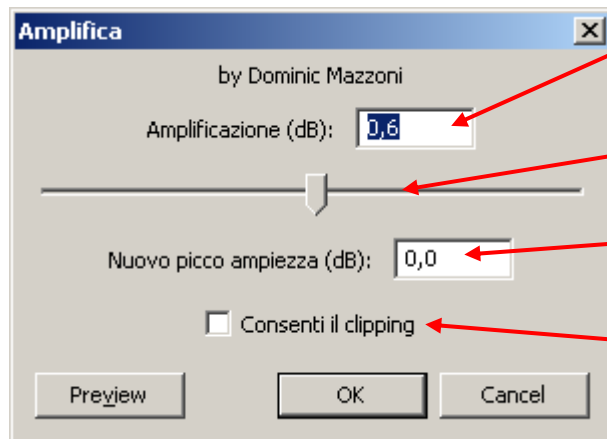 Amplifica
by Dominic Mazzoni
Amplificazione (dB): 0,6
Nuovo picco ampiezza (dB): 0,0
Consenti il clipping
Preview OK Cancel